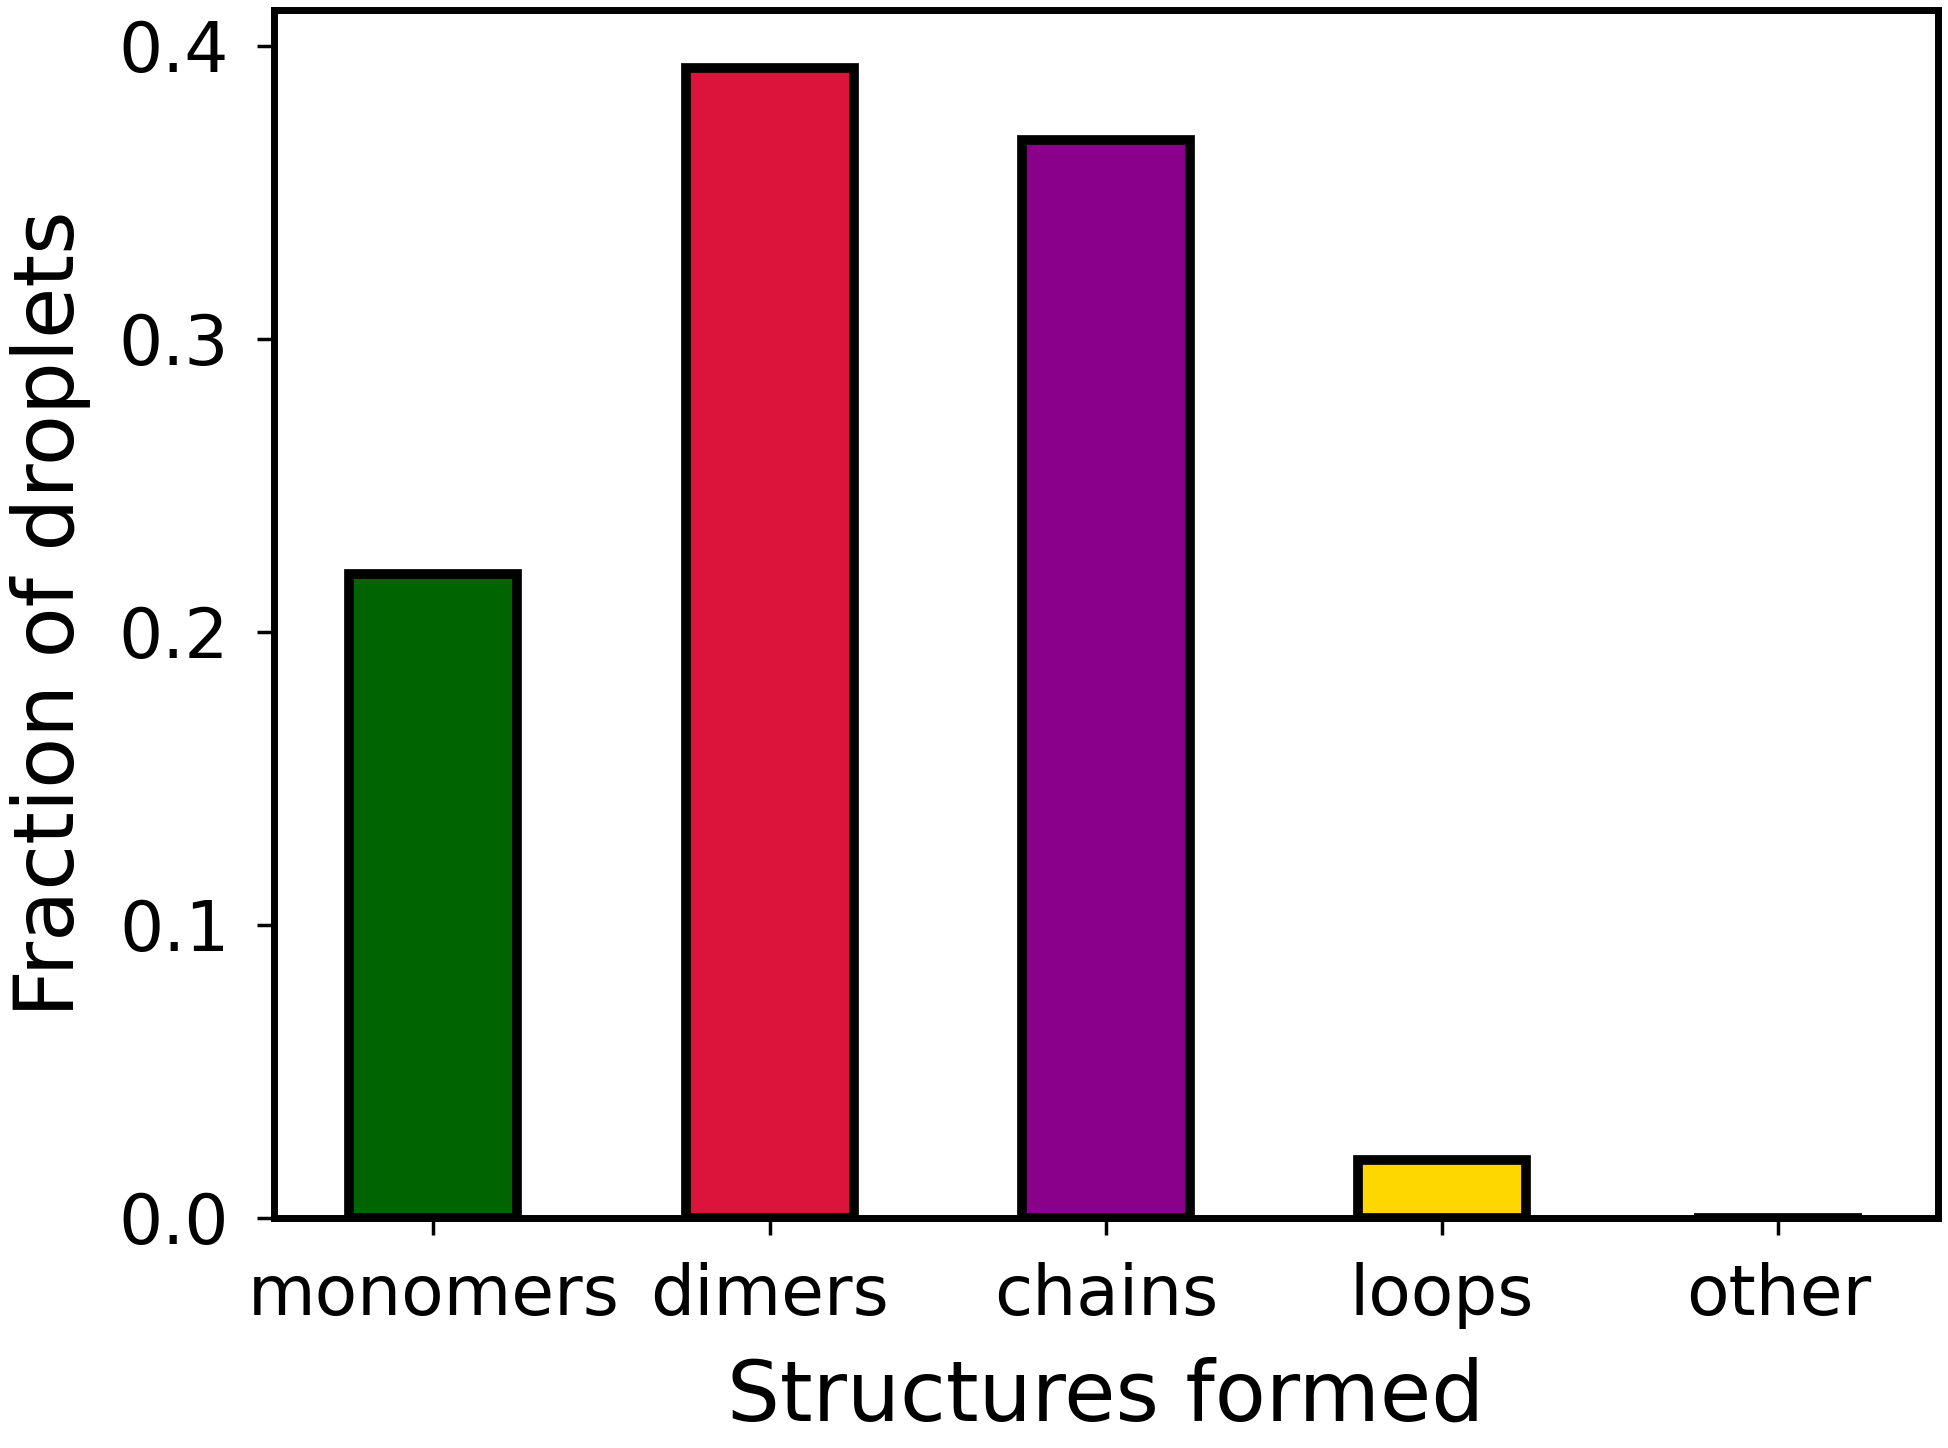 Fraction of droplets
0.4
0.3
0.2
0.1
0.0
monomers dimers chains loops other
Structures formed